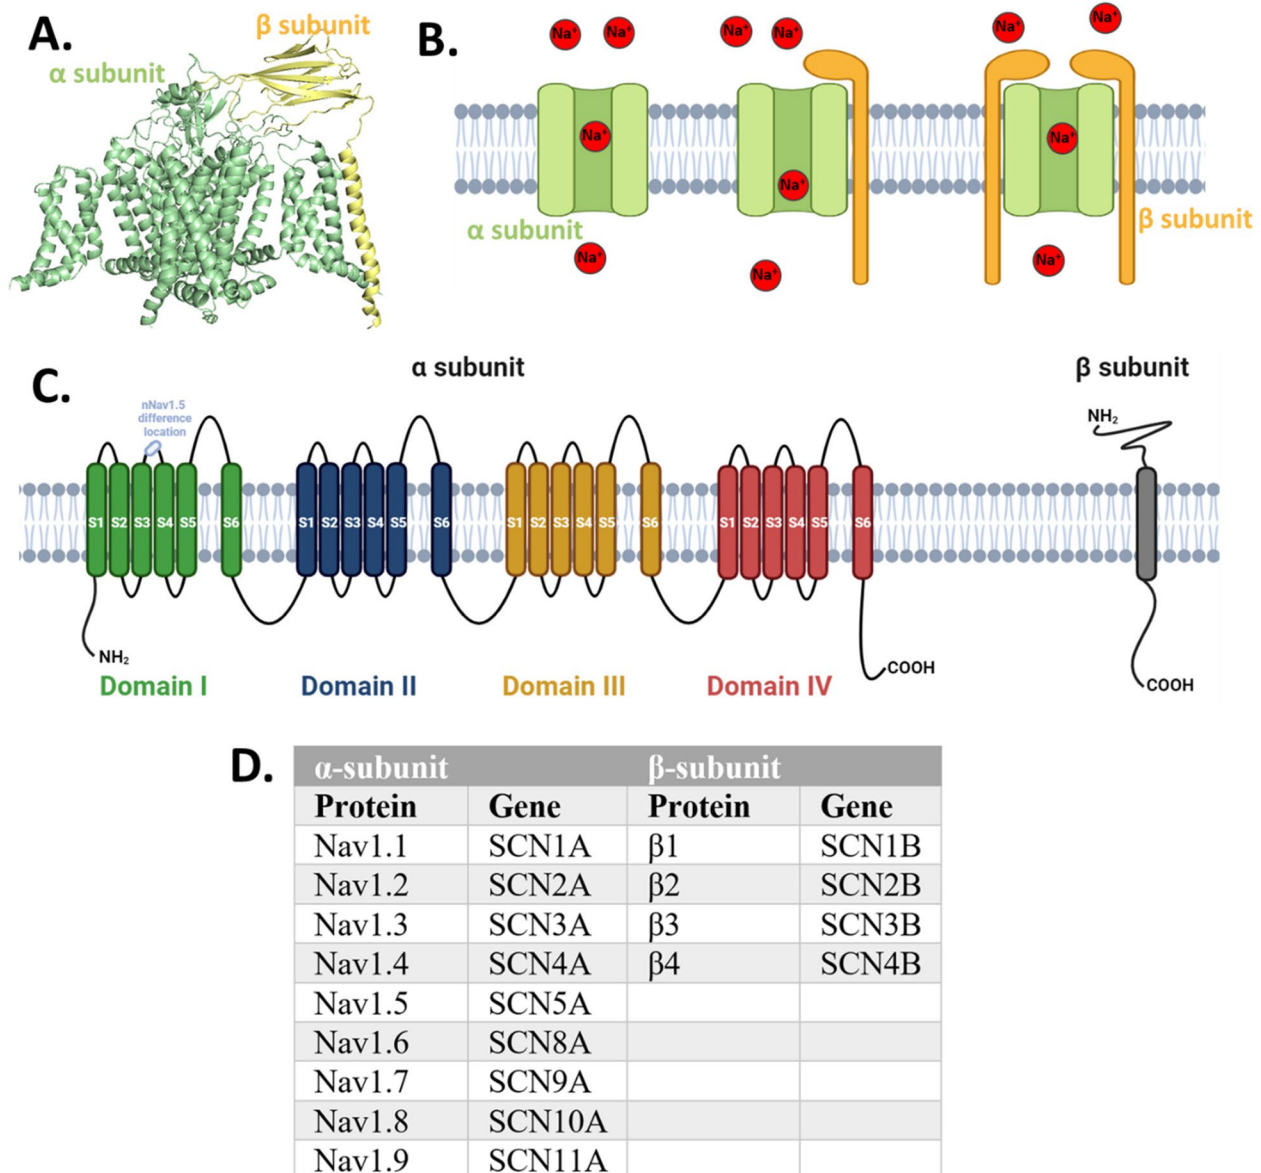 A.
β subunit
α subunit
B.
Na⁺ Na⁺ Na⁺ Na⁺ Na⁺ Na⁺
Na⁺ Na⁺ Na⁺
α subunit
β subunit
Na⁺ Na⁺ Na⁺
C.
α subunit
β subunit
nNav1.5
difference
location
NH₂
S1 S2 S3 S4 S5 S6 S1 S2 S3 S4 S5 S6 S1 S2 S3 S4 S5 S6 S1 S2 S3 S4 S5 S6
NH₂
COOH
COOH
Domain I Domain II Domain III Domain IV
D.
α-subunit β-subunit
Protein Gene Protein Gene
Nav1.1 SCN1A β1 SCN1B
Nav1.2 SCN2A β2 SCN2B
Nav1.3 SCN3A β3 SCN3B
Nav1.4 SCN4A β4 SCN4B
Nav1.5 SCN5A
Nav1.6 SCN8A
Nav1.7 SCN9A
Nav1.8 SCN10A
Nav1.9 SCN11A